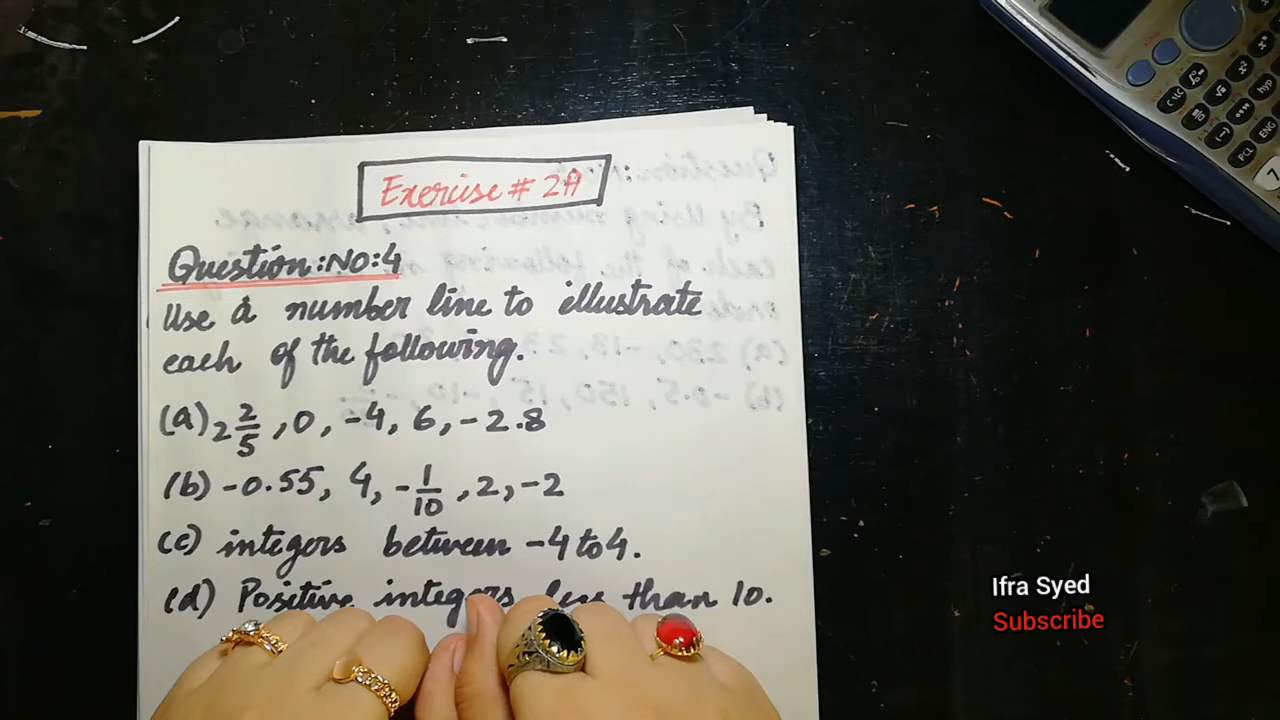 Exercise # 2A
Question:NO:4
Use a number line to illustrate
each of the following.
(a) 2 2/5, 0, -4, 6, -2.8
(b) -0.55, 4, -1/10, 2, -2
(c) integers between -4 to 4.
(d) Positive integers less than 10.
Ifra Syed
Subscribe